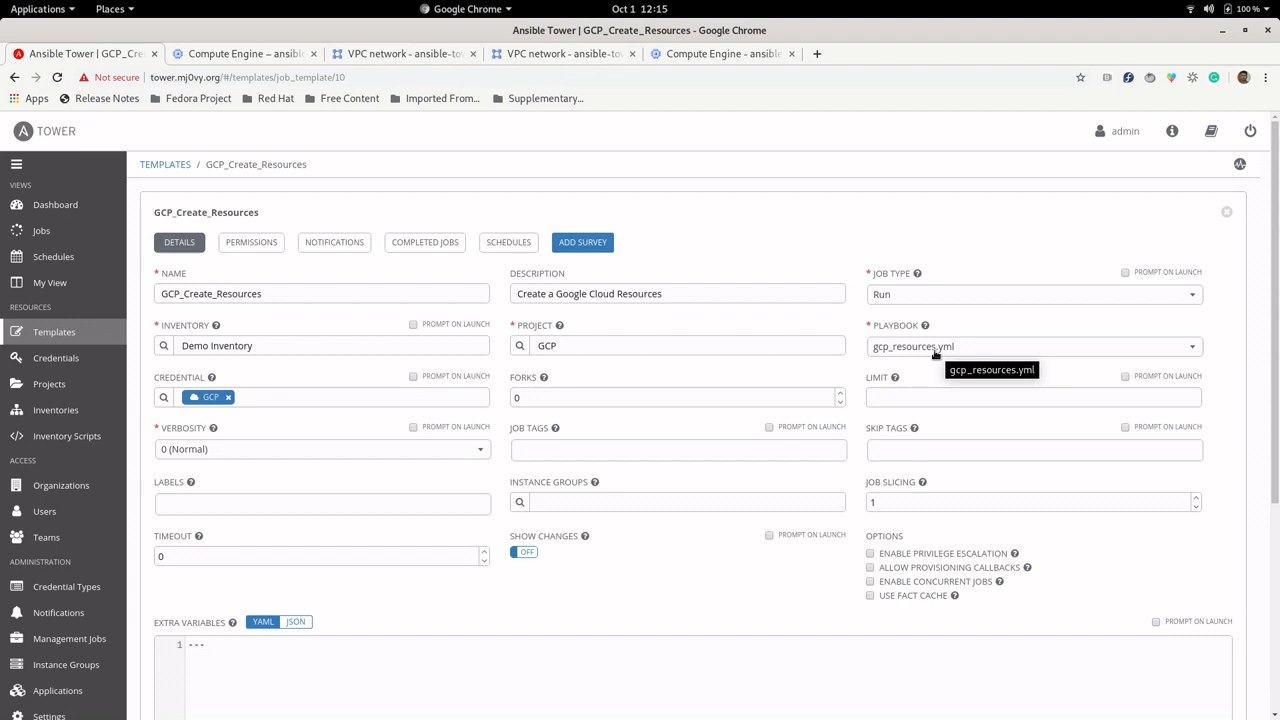 Applications Places Google Chrome Oct 1 12:15 100 %
Ansible Tower | GCP_Create_Resources - Google Chrome
Ansible Tower | GCP_Cre Compute Engine – ansible VPC network - ansible-tow VPC network - ansible-tow Compute Engine - ansible
Not secure tower.mj0vy.org/#/templates/job_template/10
Apps Release Notes Fedora Project Red Hat Free Content Imported From... Supplementary...
A TOWER admin
TEMPLATES / GCP_Create_Resources
VIEWS
Dashboard
Jobs
Schedules
My View
RESOURCES
Templates
Credentials
Projects
Inventories
Inventory Scripts
ACCESS
Organizations
Users
Teams
ADMINISTRATION
Credential Types
Notifications
Management Jobs
Instance Groups
Applications
Settings
GCP_Create_Resources
DETAILS PERMISSIONS NOTIFICATIONS COMPLETED JOBS SCHEDULES ADD SURVEY
* NAME DESCRIPTION * JOB TYPE PROMPT ON LAUNCH
GCP_Create_Resources Create a Google Cloud Resources Run
* INVENTORY PROMPT ON LAUNCH * PROJECT * PLAYBOOK
Demo Inventory GCP gcp_resources.yml
gcp_resources.yml
CREDENTIAL PROMPT ON LAUNCH FORKS LIMIT PROMPT ON LAUNCH
GCP 0
* VERBOSITY PROMPT ON LAUNCH JOB TAGS PROMPT ON LAUNCH SKIP TAGS PROMPT ON LAUNCH
0 (Normal)
LABELS INSTANCE GROUPS JOB SLICING
1
TIMEOUT SHOW CHANGES PROMPT ON LAUNCH OPTIONS
0 OFF ENABLE PRIVILEGE ESCALATION
ALLOW PROVISIONING CALLBACKS
ENABLE CONCURRENT JOBS
USE FACT CACHE
EXTRA VARIABLES YAML JSON PROMPT ON LAUNCH
1 ---